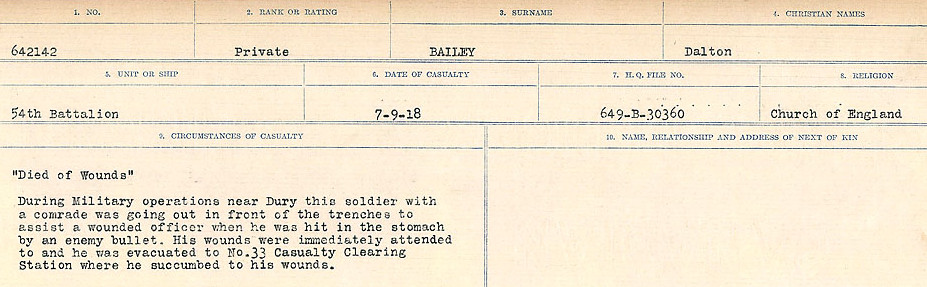 1. NO. 2. RANK OR RATING 3. SURNAME 4. CHRISTIAN NAMES
642142 Private BAILEY Dalton
5. UNIT OR SHIP 6. DATE OF CASUALTY 7. H. Q. FILE NO. 8. RELIGION
54th Battalion 7-9-18 649-B-30360 Church of England
9. CIRCUMSTANCES OF CASUALTY 10. NAME, RELATIONSHIP AND ADDRESS OF NEXT OF KIN
"Died of Wounds"
During Military operations near Dury this soldier with
a comrade was going out in front of the trenches to
assist a wounded officer when he was hit in the stomach
by an enemy bullet. His wounds were immediately attended
to and he was evacuated to No.33 Casualty Clearing
Station where he succumbed to his wounds.